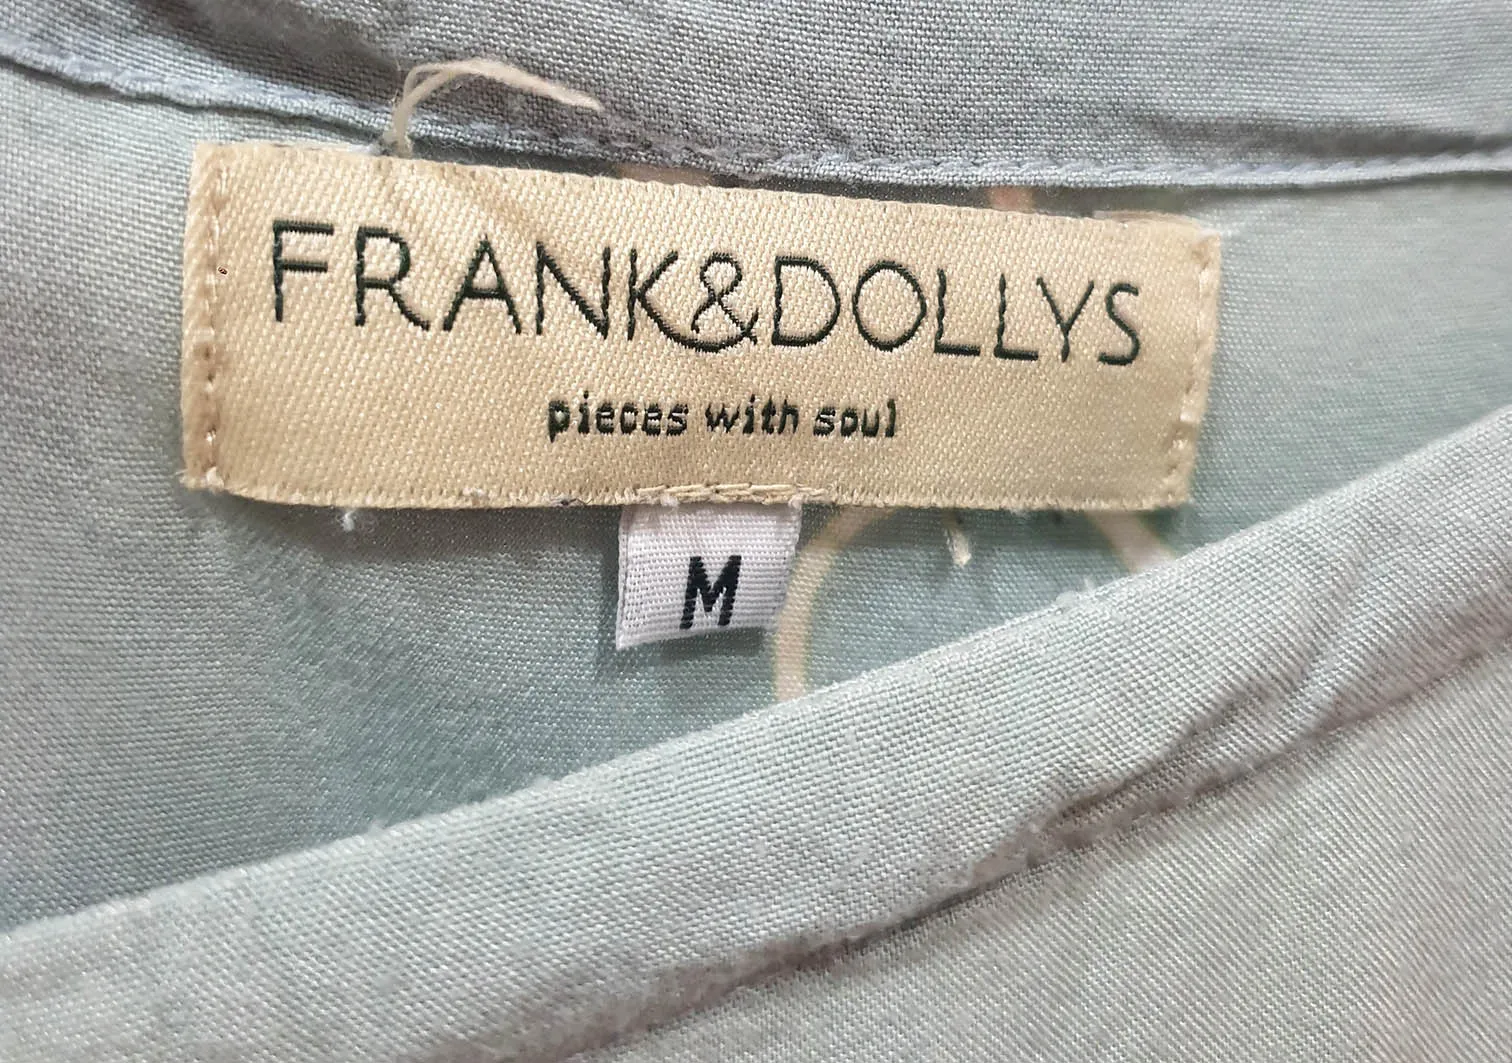 FRANK&DOLLYS
pieces with soul
M